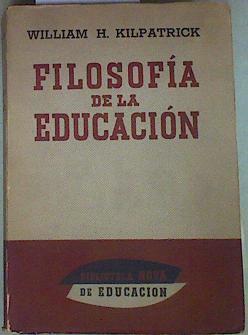 WILLIAM H. KILPATRICK
FILOSOFÍA
DE LA
EDUCACIÓN
BIBLIOTECA NOVA
DE EDUCACION